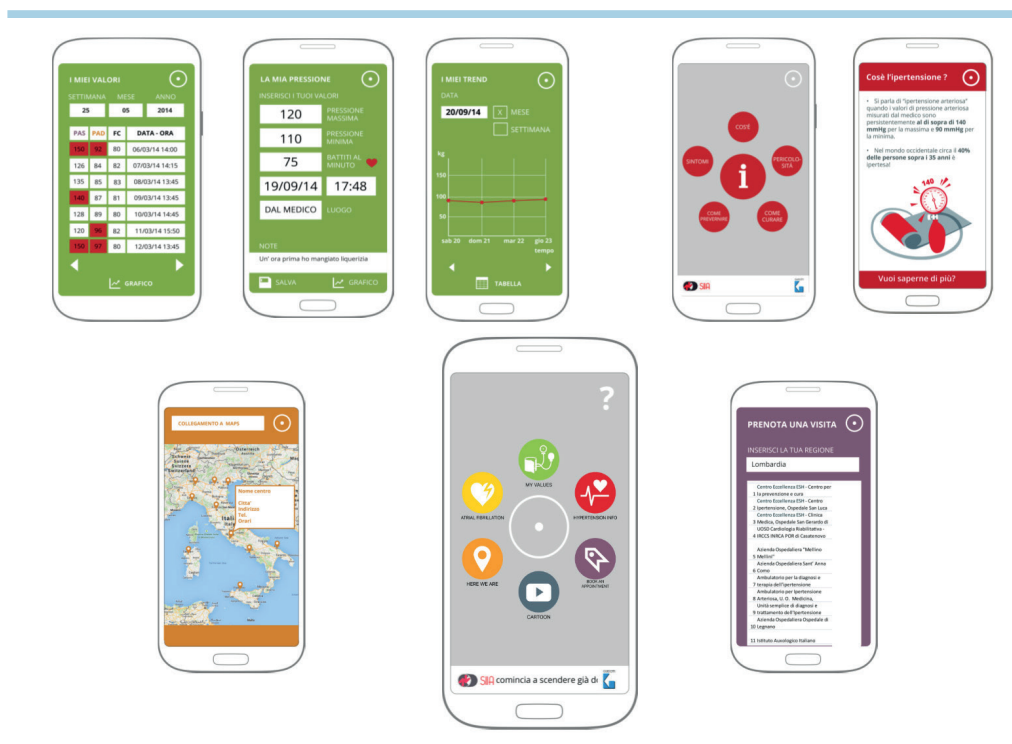 I MIEI VALORI
SETTIMANA MESE ANNO
25 05 2014
PAS PAD FC DATA - ORA
150 92 80 06/03/14 14:00
126 84 82 07/03/14 14:15
135 85 83 08/03/14 13:45
140 87 81 09/03/14 13:45
128 89 80 10/03/14 14:45
120 96 82 11/03/14 15:50
150 97 80 12/03/14 13:45
GRAFICO
LA MIA PRESSIONE
INSERISCI I TUOI VALORI
120 PRESSIONE MASSIMA
110 PRESSIONE MINIMA
75 BATTITI AL MINUTO
19/09/14 17:48
DAL MEDICO LUOGO
NOTE
Un' ora prima ho mangiato liquerizia
SALVA GRAFICO
I MIEI TREND
DATA
20/09/14 X MESE
SETTIMANA
kg
150
100
50
sab 20 dom 21 mar 22 gio 23
tempo
TABELLA
COS'È
SINTOMI
i
PERICOLO-
SITÀ
COME
PREVENIRE
COME
CURARE
SIIA
Cosè l'ipertensione ?
• Si parla di "ipertensione arteriosa"
quando i valori di pressione arteriosa
misurati dal medico sono
persistentemente al di sopra di 140
mmHg per la massima e 90 mmHg per
la minima.
• Nel mondo occidentale circa il 40%
delle persone sopra i 35 anni è
ipertesa!
140
Vuoi saperne di più?
COLLEGAMENTO A MAPS
Österreich
Schweiz
Suisse
Svizzera
Nome centro
Citta'
Indirizzo
Tel.
Orari
Itali
?
MY VALUES
ATRIAL FIBRILLATION
HYPERTENSION INFO
HERE WE ARE
BOOK AN
APPOINTMENT
CARTOON
SIIA comincia a scendere già do
PRENOTA UNA VISITA
INSERISCI LA TUA REGIONE
Lombardia
Centro Eccellenza ESH - Centro per
1 la prevenzione e cura
Centro Eccellenza ESH - Centro
2 Ipertensione, Ospedale San Luca
Centro Eccellenza ESH - Clinica
3 Medica, Ospedale San Gerardo di
UOSD Cardiologia Riabilitativa -
4 IRCCS INRCA POR di Casatenovo
Azienda Ospedaliera "Mellino
5 Mellini"
Azienda Ospedaliera Sant' Anna
6 Como
Ambulatorio per la diagnosi e
7 terapia dell'ipertensione
Ambulatorio per Ipertensione
8 Arteriosa, U. O. Medicina,
Unità semplice di diagnosi e
9 trattamento dell'Ipertensione
Azienda Ospedaliera Ospedale di
10 Legnano
11 Istituto Auxologico Italiano